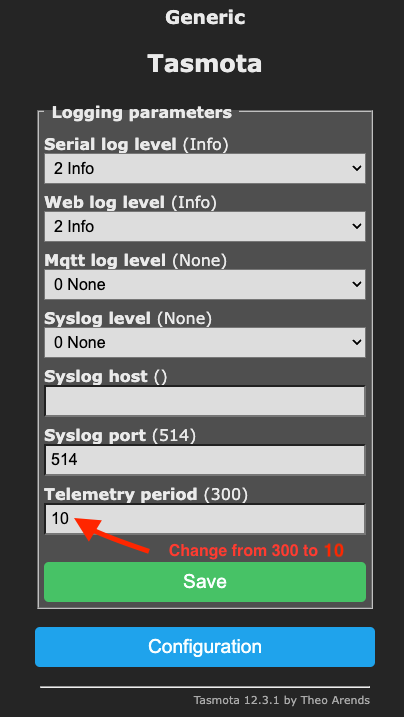 Generic
Tasmota
Logging parameters
Serial log level (Info)
2 Info
Web log level (Info)
2 Info
Mqtt log level (None)
0 None
Syslog level (None)
0 None
Syslog host ()
Syslog port (514)
514
Telemetry period (300)
10
Change from 300 to 10
Save
Configuration
Tasmota 12.3.1 by Theo Arends